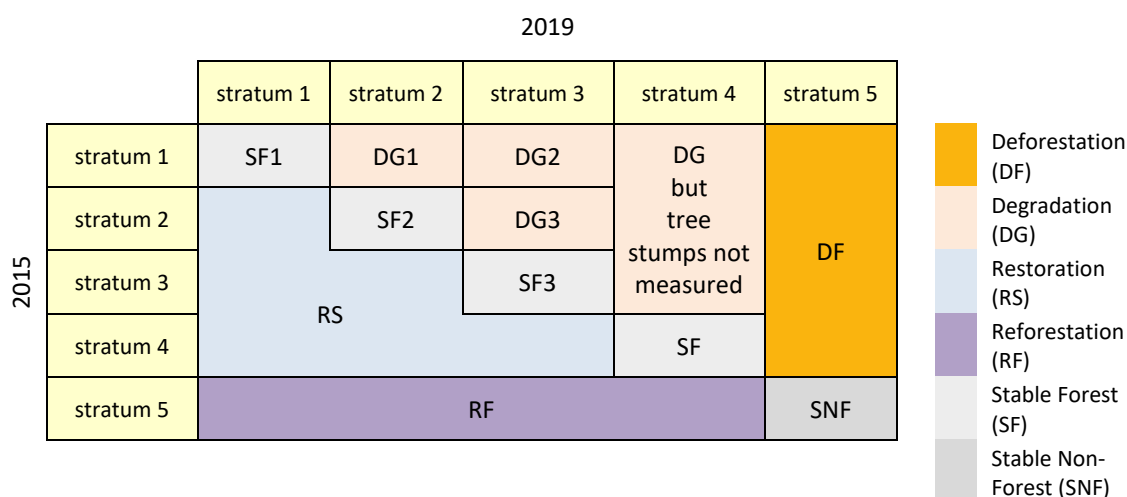 2019
stratum 1 stratum 2 stratum 3 stratum 4 stratum 5
2015
stratum 1 SF1 DG1 DG2
DG
but
tree
stumps not
measured
DF
stratum 2 SF2 DG3
stratum 3 SF3
RS
stratum 4 SF
stratum 5 RF SNF
Deforestation
(DF)
Degradation
(DG)
Restoration
(RS)
Reforestation
(RF)
Stable Forest
(SF)
Stable Non-
Forest (SNF)